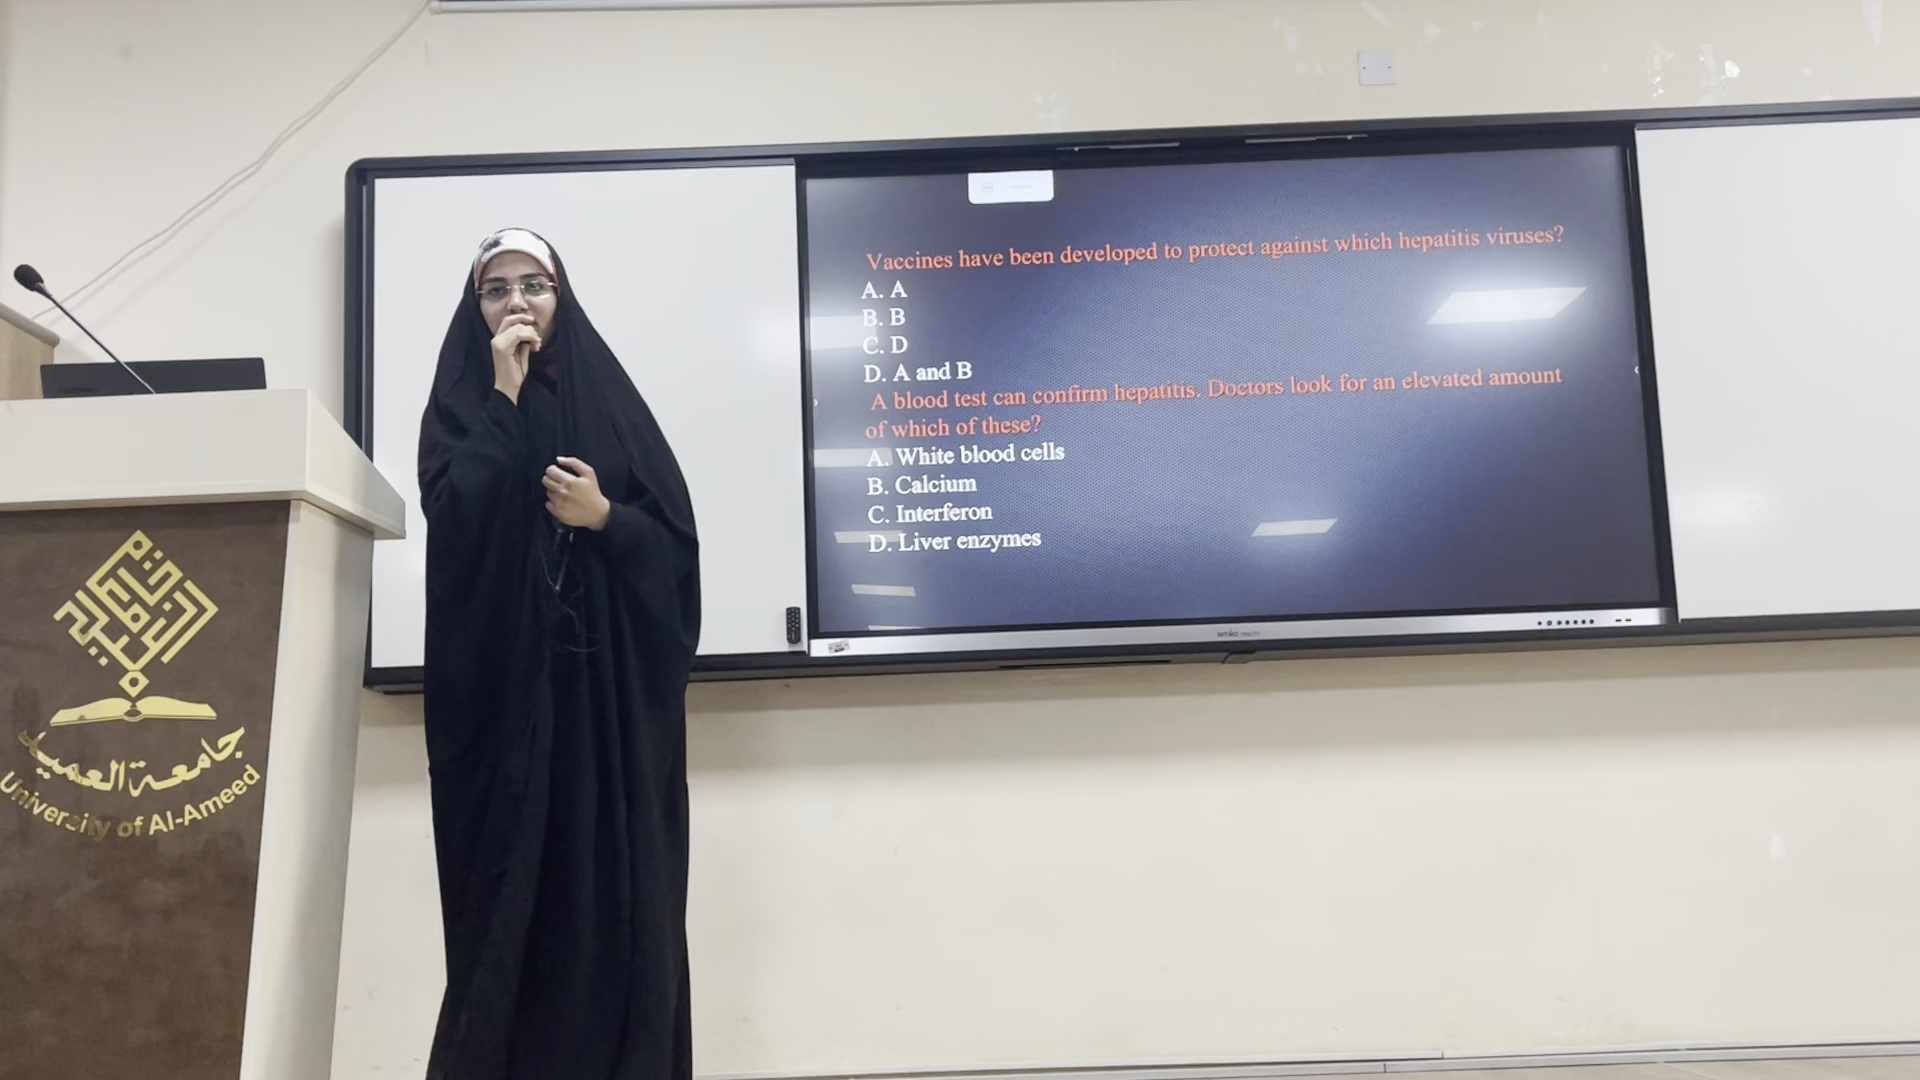 Vaccines have been developed to protect against which hepatitis viruses?
A. A
B. B
C. D
D. A and B
A blood test can confirm hepatitis. Doctors look for an elevated amount
of which of these?
A. White blood cells
B. Calcium
C. Interferon
D. Liver enzymes
جامعة العميد
University of Al-Ameed